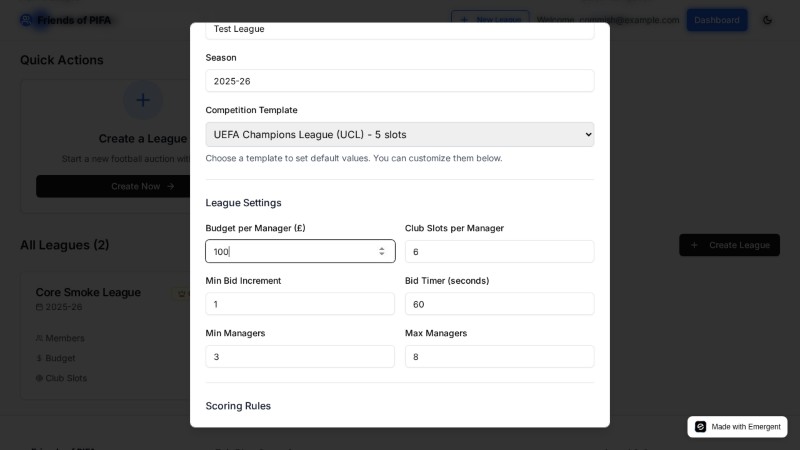 Friends of PIFA
New League
Welcome, commish@example.com
Dashboard
Test League
Quick Actions
Season
2025-26
Competition Template
Create a League
UEFA Champions League (UCL) - 5 slots
Start a new football auction with
Choose a template to set default values. You can customize them below.
Create Now
League Settings
Budget per Manager (£)
Club Slots per Manager
All Leagues (2)
100
6
Create League
Min Bid Increment
Bid Timer (seconds)
Core Smoke League
1
60
2025-26
Min Managers
Max Managers
Members
3
8
Budget
Club Slots
Scoring Rules
Made with Emergent